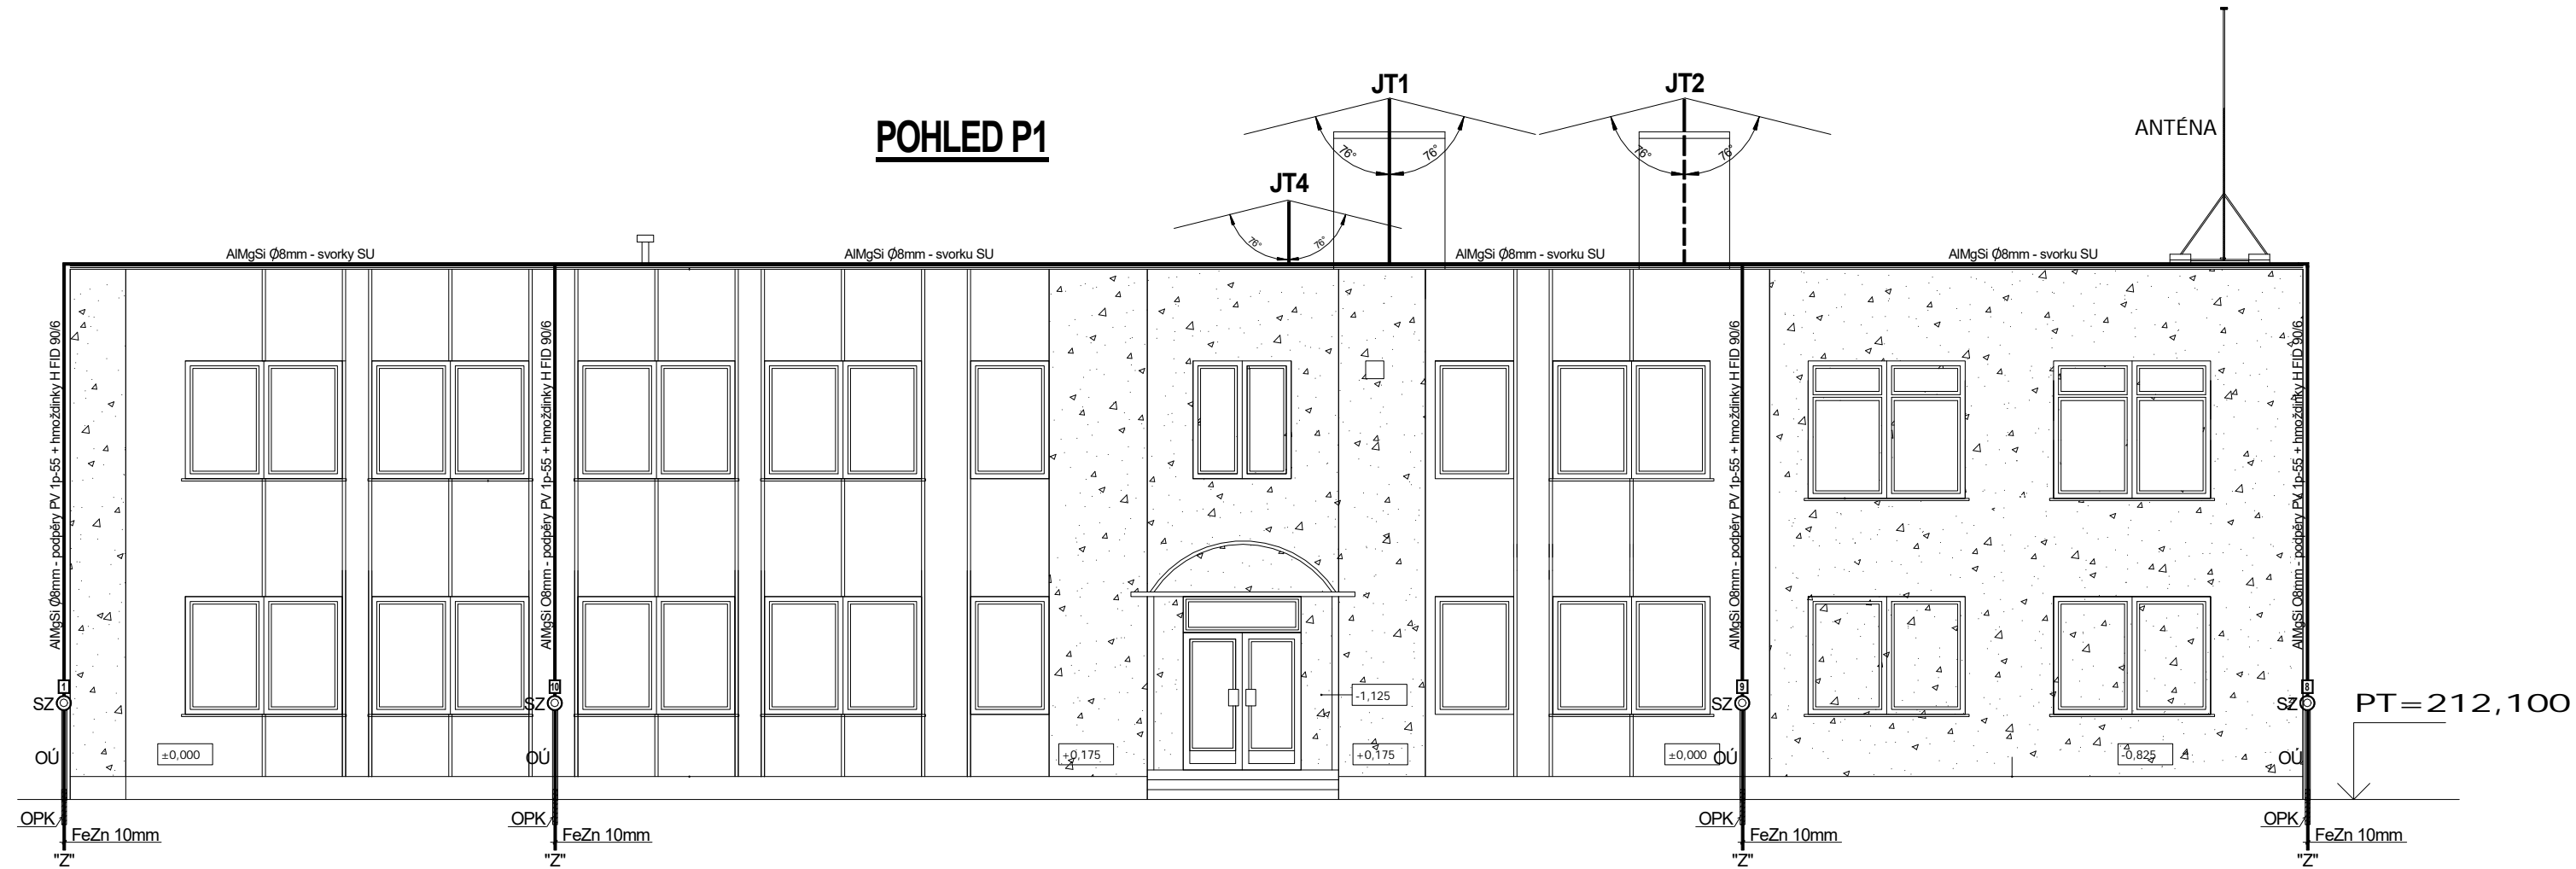 POHLED P1
JT1
JT2
JT4
ANTÉNA
76°
76°
76°
76°
76°
76°
AlMgSi Ø8mm - svorky SU
AlMgSi Ø8mm - svorku SU
AlMgSi Ø8mm - svorku SU
AlMgSi Ø8mm - svorku SU
AlMgSi Ø8mm - podpěry PV 1p-55 + hmoždinky H FID 90/6
AlMgSi O8mm - podpěry PV 1p-55 + hmoždinky H FID 90/6
AlMgSi O8mm - podpěry PV 1p-55 + hmoždinky H FID 90/6
AlMgSi O8mm - podpěry PV 1p-55 + hmoždinky H FID 90/6
1
10
9
8
SZ
SZ
SZ
SZ
-1,125
PT=212,100
OÚ
±0,000
OÚ
+0,175
+0,175
±0,000
OÚ
-0,825
OÚ
OPK
OPK
OPK
OPK
FeZn 10mm
FeZn 10mm
FeZn 10mm
FeZn 10mm
"Z"
"Z"
"Z"
"Z"